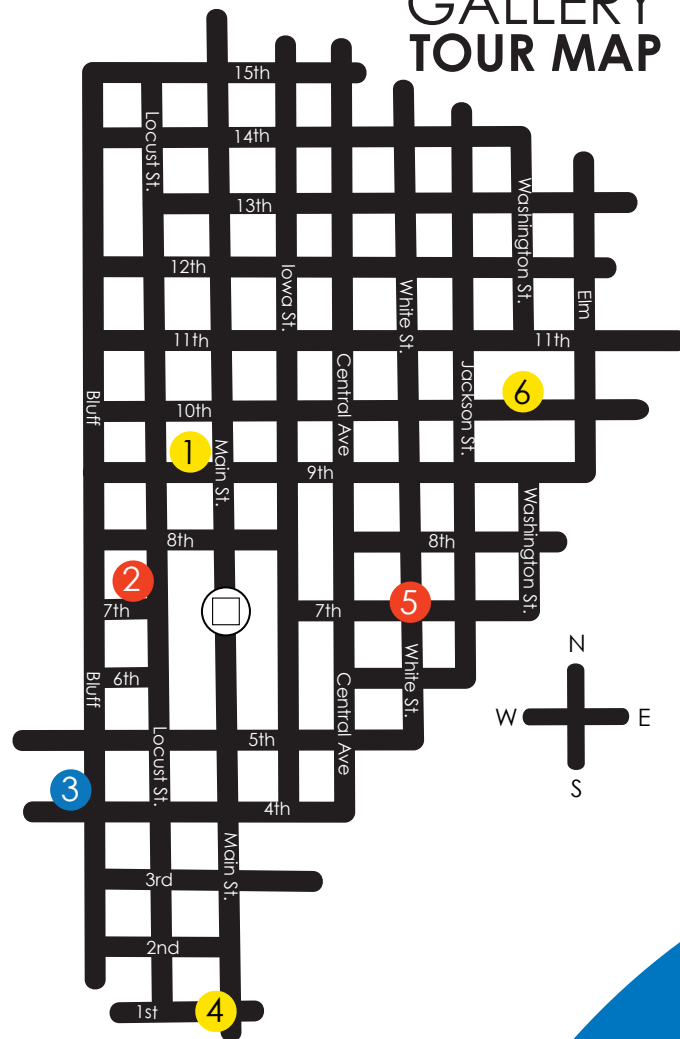 GALLERY
TOUR MAP
15th
Locust St.
14th
Washington St.
13th
12th
Iowa St.
White St.
Elm
11th
11th
Central Ave
Jackson St.
Bluff
6
10th
1
Main St.
9th
Washington St.
8th
8th
2
7th
7th
5
6th
Bluff
Central Ave
White St.
N
W
E
S
Locust St.
5th
3
4th
Main St.
3rd
2nd
1st
4